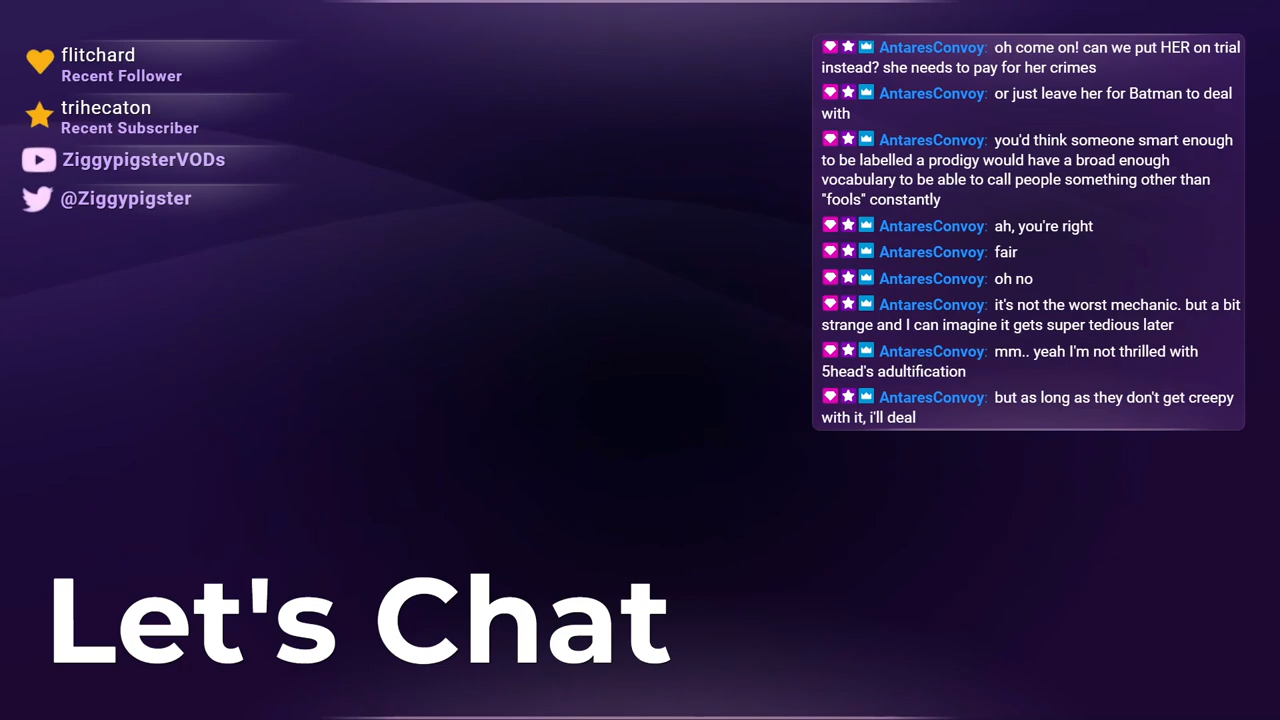 flitchard
Recent Follower
trihecaton
Recent Subscriber
ZiggypigsterVODs
@Ziggypigster
AntaresConvoy: oh come on! can we put HER on trial
instead? she needs to pay for her crimes
AntaresConvoy: or just leave her for Batman to deal
with
AntaresConvoy: you'd think someone smart enough
to be labelled a prodigy would have a broad enough
vocabulary to be able to call people something other than
"fools" constantly
AntaresConvoy: ah, you're right
AntaresConvoy: fair
AntaresConvoy: oh no
AntaresConvoy: it's not the worst mechanic. but a bit
strange and I can imagine it gets super tedious later
AntaresConvoy: mm.. yeah I'm not thrilled with
5head's adultification
AntaresConvoy: but as long as they don't get creepy
with it, i'll deal
Let's Chat